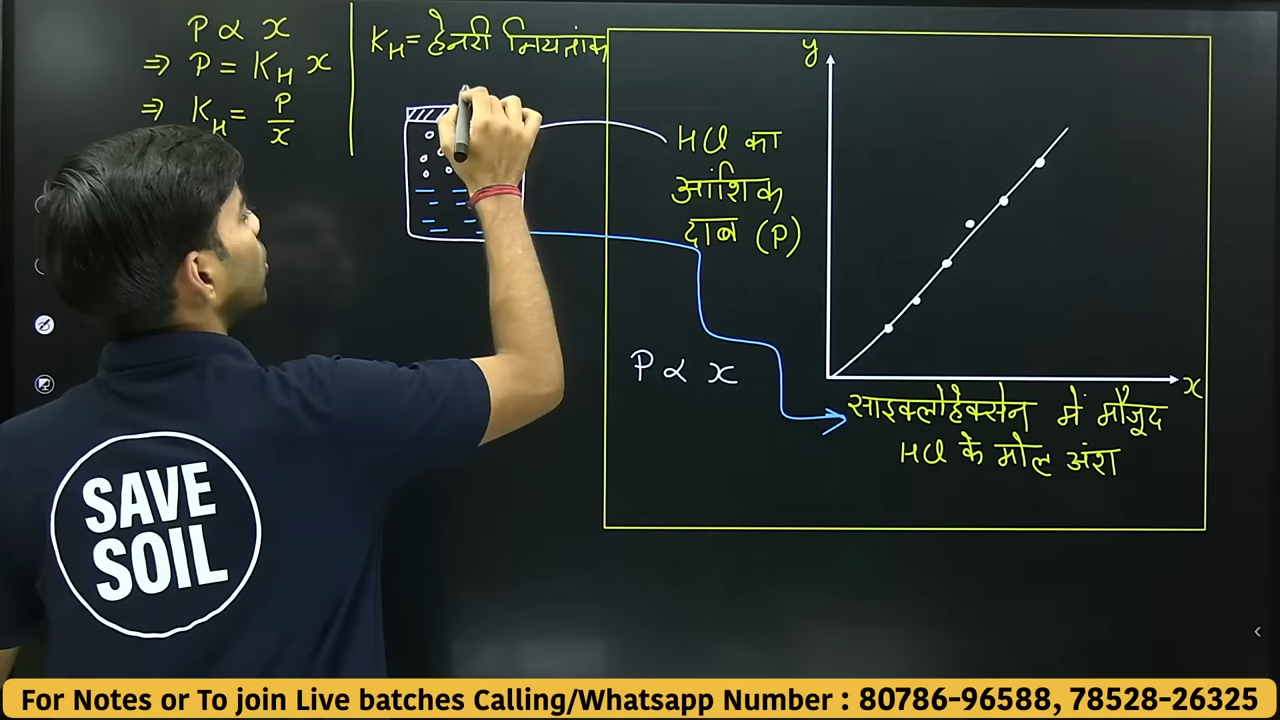 P ∝ x
⇒ P = K_H x
⇒ K_H = P/x
K_H = हेनरी नियतांक
HCl का
आंशिक
दाब (P)
P ∝ x
y
x
साइक्लोहेक्सेन में मौजूद
HCl के मोल अंश
SAVE
SOIL
For Notes or To join Live batches Calling/Whatsapp Number : 80786-96588, 78528-26325